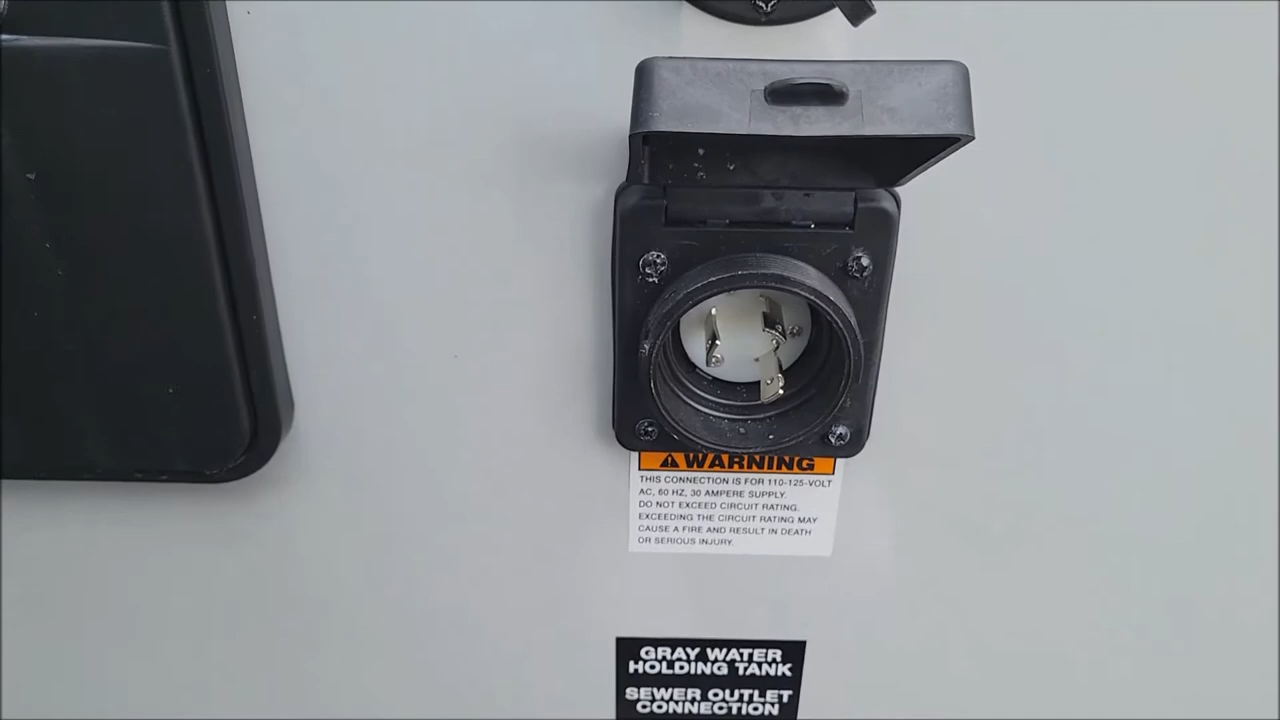 WARNING
THIS CONNECTION IS FOR 110-125-VOLT
AC, 60 HZ, 30 AMPERE SUPPLY.
DO NOT EXCEED CIRCUIT RATING.
EXCEEDING THE CIRCUIT RATING MAY
CAUSE A FIRE AND RESULT IN DEATH
OR SERIOUS INJURY.
GRAY WATER
HOLDING TANK
SEWER OUTLET
CONNECTION